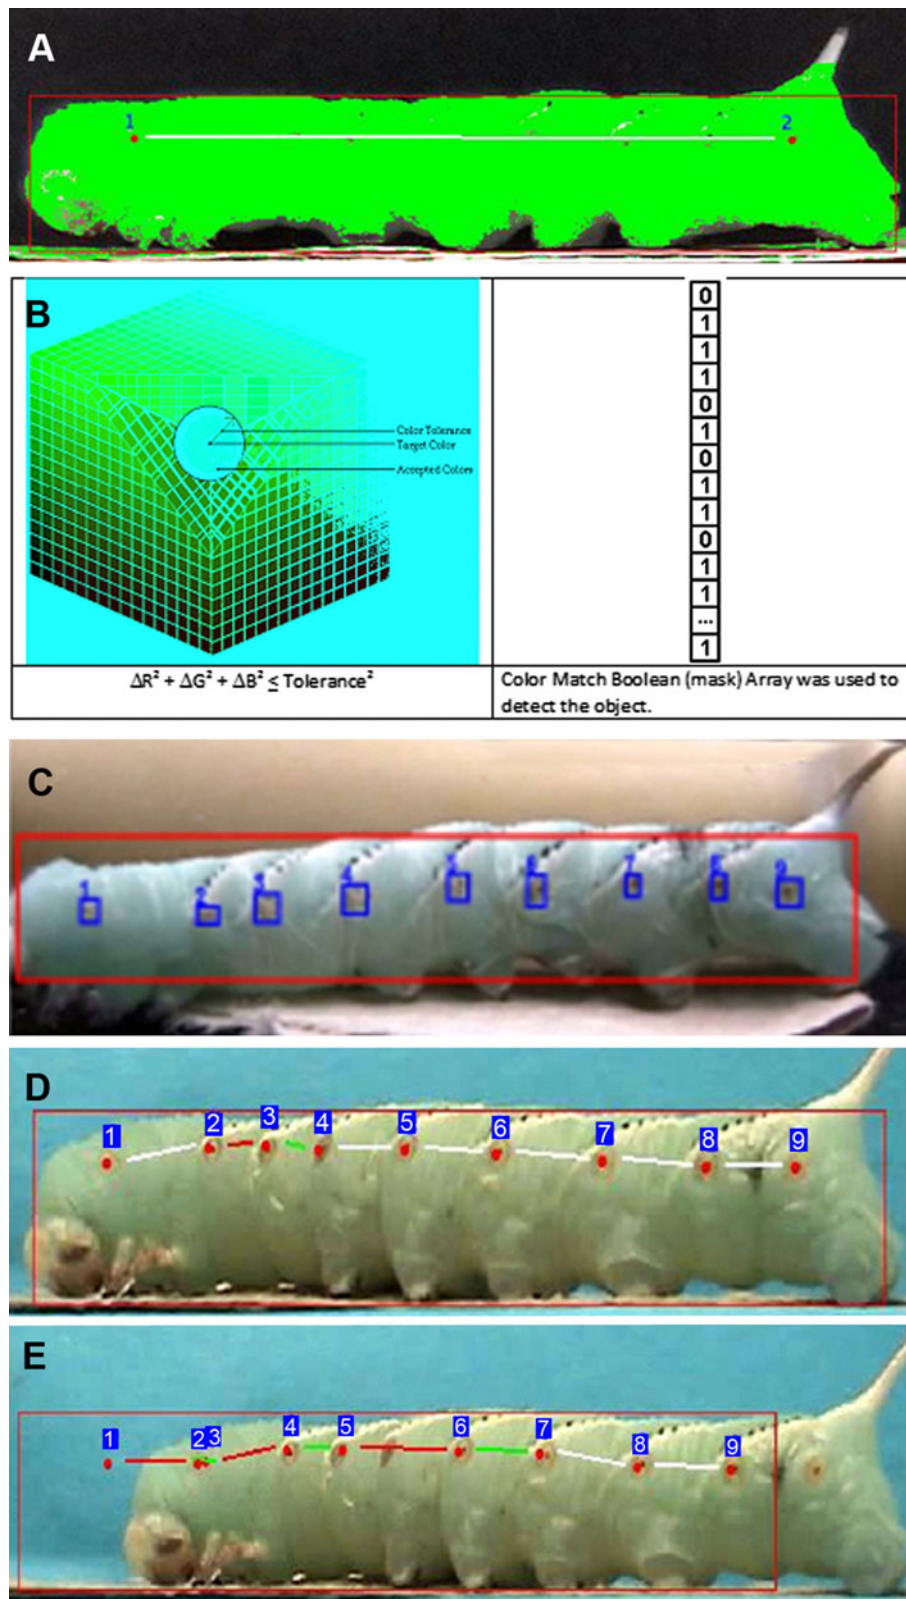 A
1
2
B
Color Tolerance
Target Color
Accepted Colors
0
1
1
1
0
1
0
1
1
0
1
1
...
1
ΔR² + ΔG² + ΔB² ≤ Tolerance²
Color Match Boolean (mask) Array was used to
detect the object.
C
1 2 3 4 5 6 7 8 9
D
1 2 3 4 5 6 7 8 9
E
1 2 3 4 5 6 7 8 9